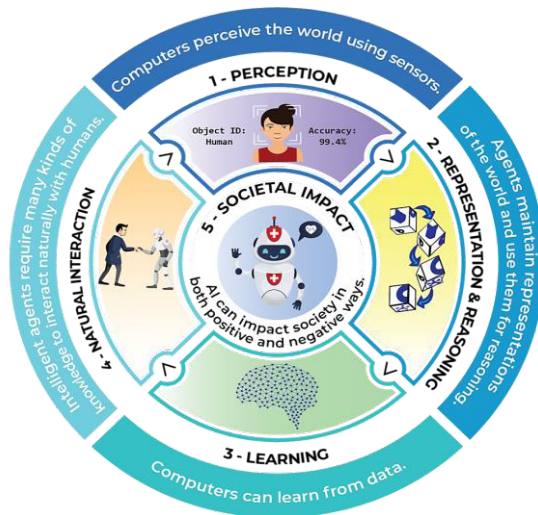 Computers perceive the world using sensors.
1 - PERCEPTION
Object ID:
Human
Accuracy:
99.4%
2 - REPRESENTATION & REASONING
Agents maintain representations
of the world and use them for reasoning.
3 - LEARNING
Computers can learn from data.
4 - NATURAL INTERACTION
Intelligent agents require many kinds of
knowledge to interact naturally with humans.
5 - SOCIETAL IMPACT
AI can impact society in
both positive and negative ways.